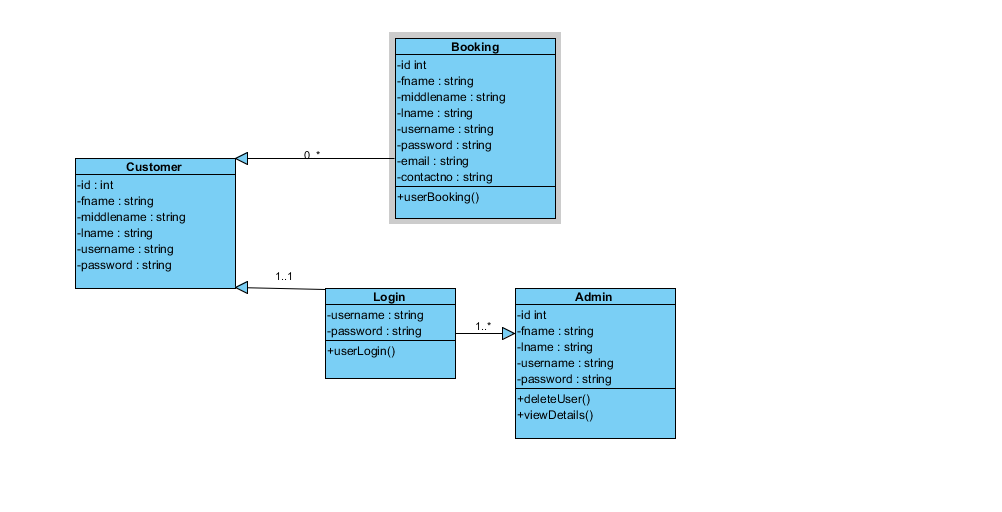 Booking
-id int
-fname : string
-middlename : string
-lname : string
-username : string
-password : string
-email : string
-contactno : string
+userBooking()
0..*
Customer
-id : int
-fname : string
-middlename : string
-lname : string
-username : string
-password : string
1..1
Login
-username : string
-password : string
+userLogin()
1..*
Admin
-id int
-fname : string
-lname : string
-username : string
-password : string
+deleteUser()
+viewDetails()